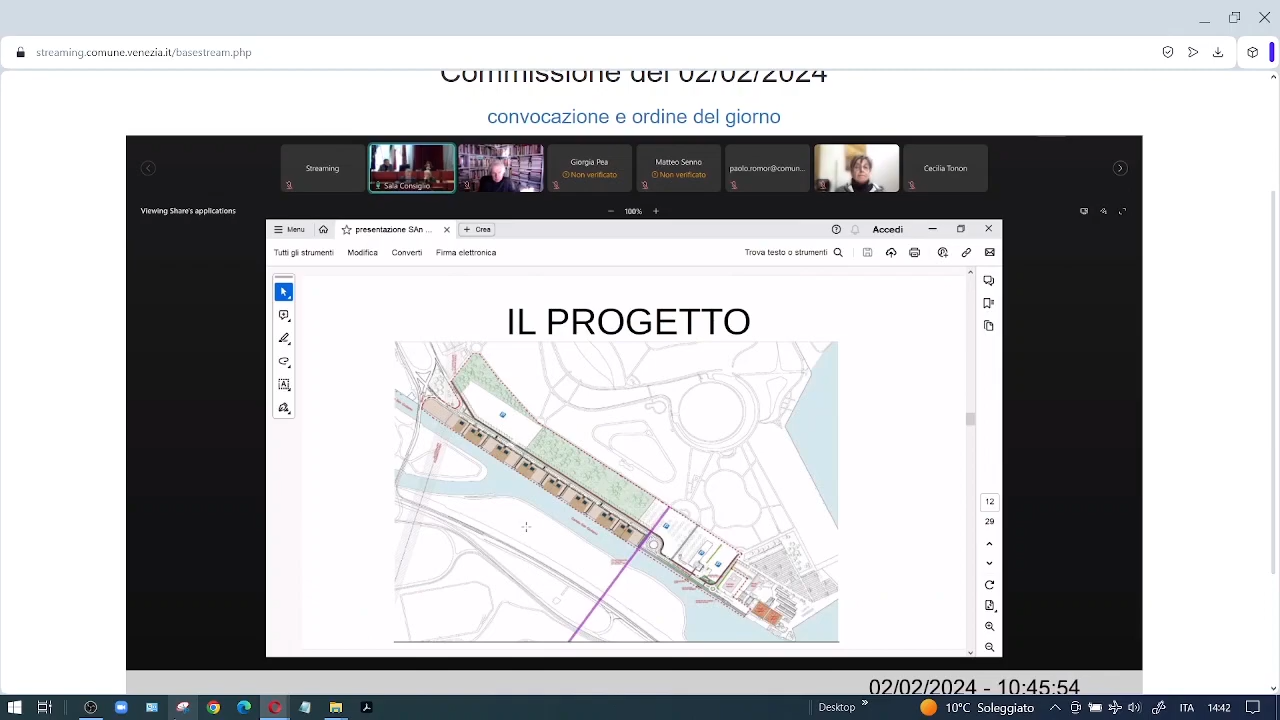 streaming.comune.venezia.it/basestream.php
Commissione del 02/02/2024
convocazione e ordine del giorno
Streaming
Sala Consiglio
Giorgia Pea
Non verificato
Matteo Senno
Non verificato
paolo.romor@comun...
Cecilia Tonon
Viewing Share's applications
100%
Menu
presentazione SAn ...
Crea
Accedi
Tutti gli strumenti
Modifica
Converti
Firma elettronica
Trova testo o strumenti
IL PROGETTO
12
29
02/02/2024 - 10:45:54
Desktop
10°C Soleggiato
ITA
14:42